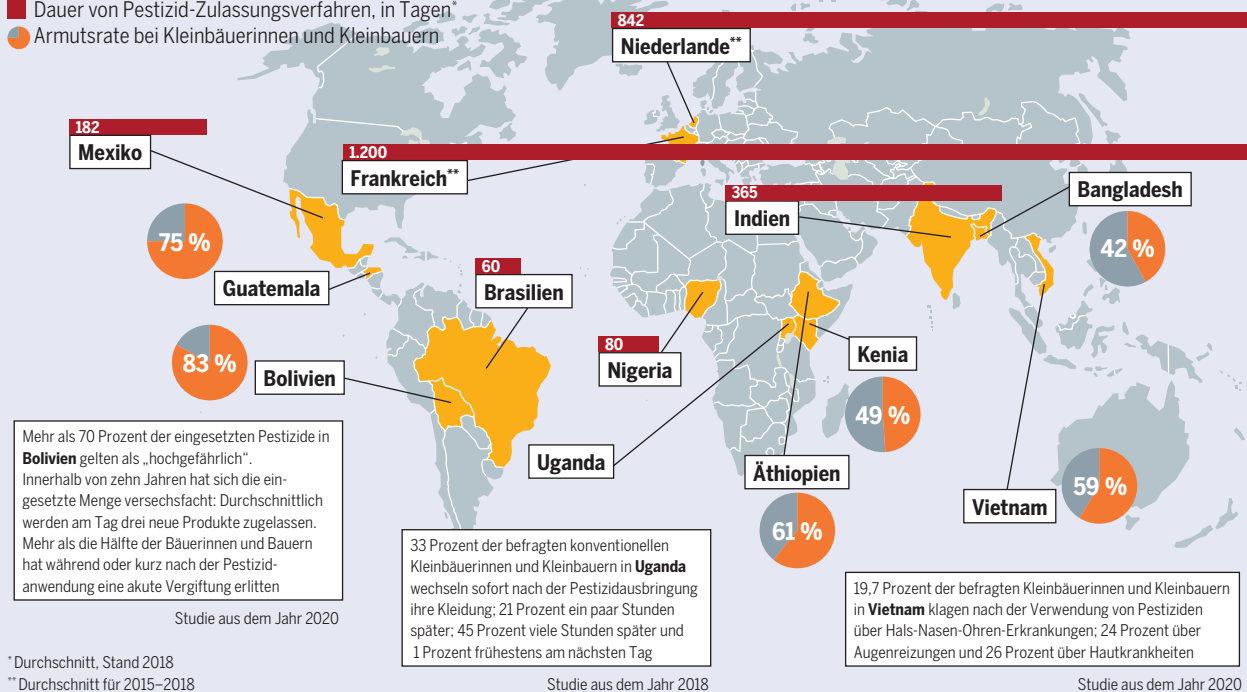 Dauer von Pestizid-Zulassungsverfahren, in Tagen*
Armutsrate bei Kleinbäuerinnen und Kleinbauern
842
Niederlande**
182
Mexiko
1.200
Frankreich**
365
Indien
Bangladesh
42 %
75 %
Guatemala
60
Brasilien
83 %
Bolivien
80
Nigeria
Kenia
49 %
Uganda
Äthiopien
61 %
Vietnam
59 %
Mehr als 70 Prozent der eingesetzten Pestizide in
Bolivien gelten als „hochgefährlich“.
Innerhalb von zehn Jahren hat sich die ein-
gesetzte Menge versechsfacht: Durchschnittlich
werden am Tag drei neue Produkte zugelassen.
Mehr als die Hälfte der Bäuerinnen und Bauern
hat während oder kurz nach der Pestizid-
anwendung eine akute Vergiftung erlitten
Studie aus dem Jahr 2020
33 Prozent der befragten konventionellen
Kleinbäuerinnen und Kleinbauern in Uganda
wechseln sofort nach der Pestizidausbringung
ihre Kleidung; 21 Prozent ein paar Stunden
später; 45 Prozent viele Stunden später und
1 Prozent frühestens am nächsten Tag
Studie aus dem Jahr 2018
19,7 Prozent der befragten Kleinbäuerinnen und Kleinbauern
in Vietnam klagen nach der Verwendung von Pestiziden
über Hals-Nasen-Ohren-Erkrankungen; 24 Prozent über
Augenreizungen und 26 Prozent über Hautkrankheiten
Studie aus dem Jahr 2020
* Durchschnitt, Stand 2018
** Durchschnitt für 2015–2018